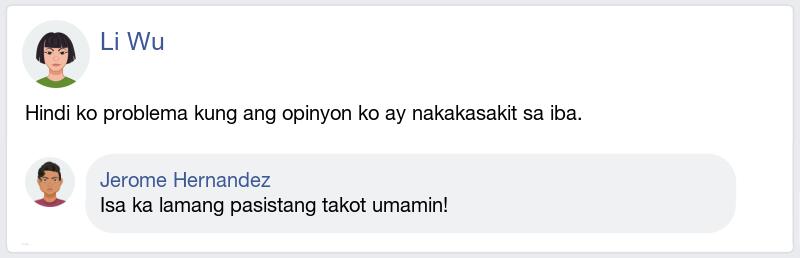 Li Wu
Hindi ko problema kung ang opinyon ko ay nakakasakit sa iba.
Jerome Hernandez
Isa ka lamang pasistang takot umamin!